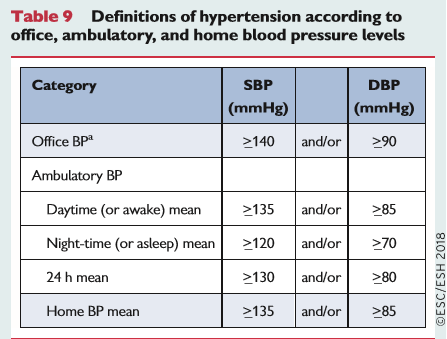 Table 9 Definitions of hypertension according to
office, ambulatory, and home blood pressure levels
Category SBP DBP
(mmHg) (mmHg)
Office BPᵃ ≥140 and/or ≥90
Ambulatory BP
Daytime (or awake) mean ≥135 and/or ≥85
Night-time (or asleep) mean ≥120 and/or ≥70
24 h mean ≥130 and/or ≥80
Home BP mean ≥135 and/or ≥85
©ESC/ESH 2018